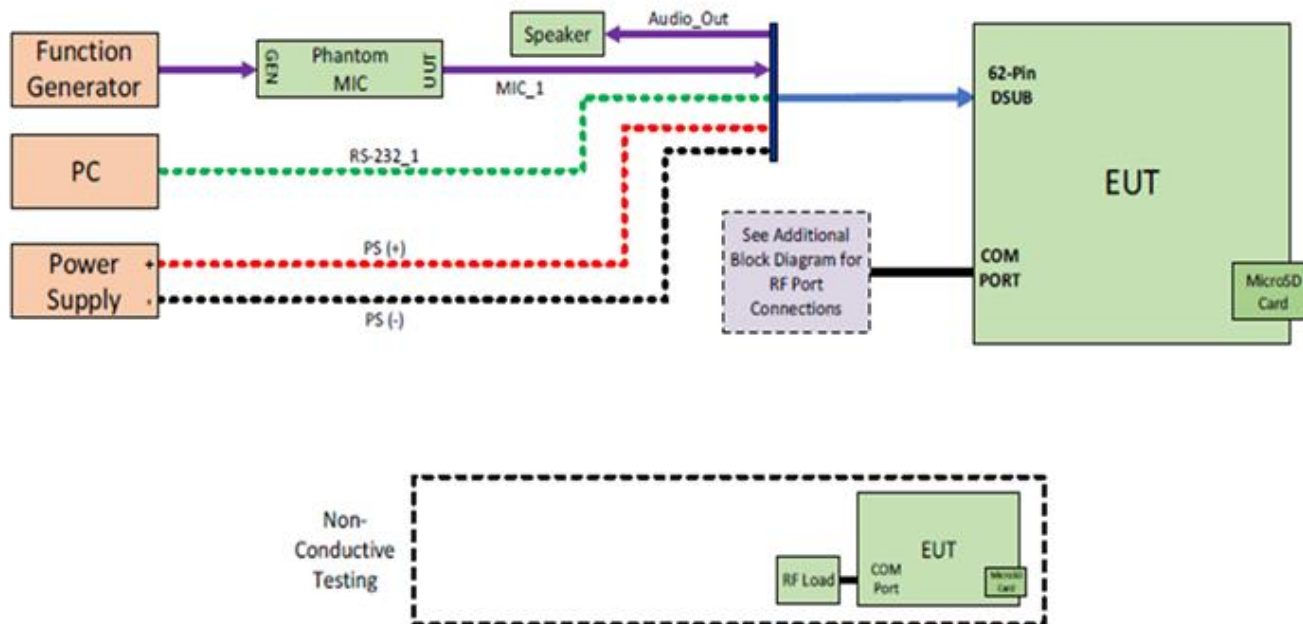 Function
Generator
GEN
Phantom
MIC
UUT
Speaker
Audio_Out
MIC_1
62-Pin
DSUB
PC
RS-232_1
EUT
Power
Supply
+
-
PS (+)
PS (-)
See Additional
Block Diagram for
RF Port
Connections
COM
PORT
MicroSD
Card
Non-
Conductive
Testing
RF Load
EUT
COM
Port
MicroSD
Card